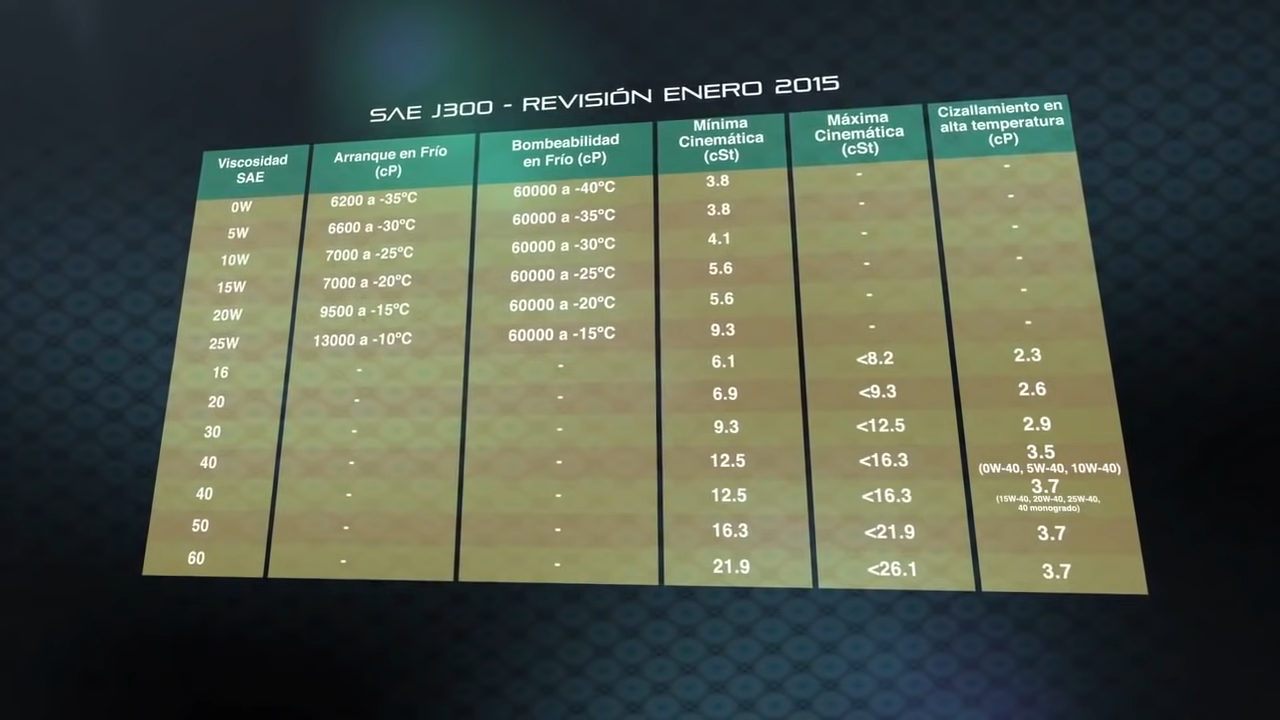 SAE J300 - REVISIÓN ENERO 2015
Viscosidad SAE | Arranque en Frío (cP) | Bombeabilidad en Frío (cP) | Mínima Cinemática (cSt) | Máxima Cinemática (cSt) | Cizallamiento en alta temperatura (cP)
0W | 6200 a -35ºC | 60000 a -40ºC | 3.8 | - | -
5W | 6600 a -30ºC | 60000 a -35ºC | 3.8 | - | -
10W | 7000 a -25ºC | 60000 a -30ºC | 4.1 | - | -
15W | 7000 a -20ºC | 60000 a -25ºC | 5.6 | - | -
20W | 9500 a -15ºC | 60000 a -20ºC | 5.6 | - | -
25W | 13000 a -10ºC | 60000 a -15ºC | 9.3 | - | -
16 | - | - | 6.1 | <8.2 | 2.3
20 | - | - | 6.9 | <9.3 | 2.6
30 | - | - | 9.3 | <12.5 | 2.9
40 | - | - | 12.5 | <16.3 | 3.5 (0W-40, 5W-40, 10W-40)
40 | - | - | 12.5 | <16.3 | 3.7 (15W-40, 20W-40, 25W-40, 40 monogrado)
50 | - | - | 16.3 | <21.9 | 3.7
60 | - | - | 21.9 | <26.1 | 3.7